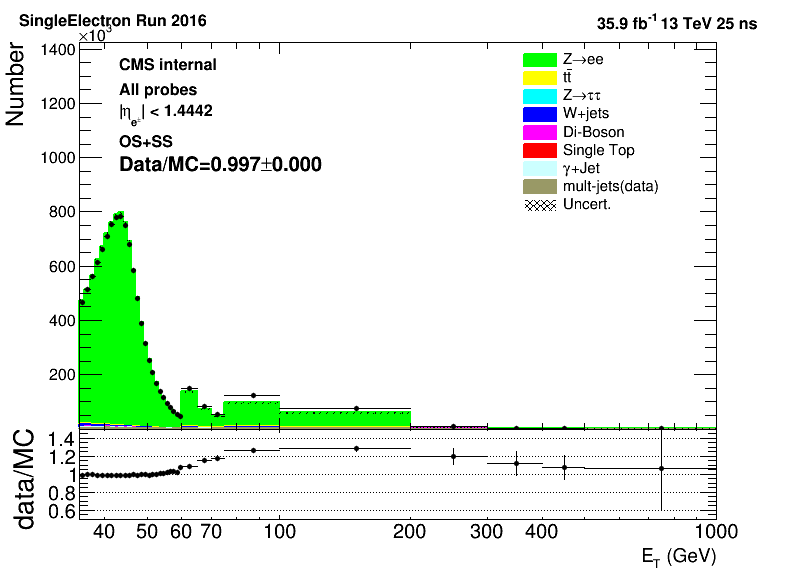 SingleElectron Run 2016
35.9 fb⁻¹ 13 TeV 25 ns
×10³
Number
1400
1200
1000
800
600
400
200
CMS internal
All probes
|η_e±| < 1.4442
OS+SS
Data/MC=0.997±0.000
Z→ee
tt̄
Z→ττ
W+jets
Di-Boson
Single Top
γ+Jet
mult-jets(data)
Uncert.
data/MC
1.4
1.2
1
0.8
0.6
40 50 60 70 100 200 300 400 1000
E_T (GeV)